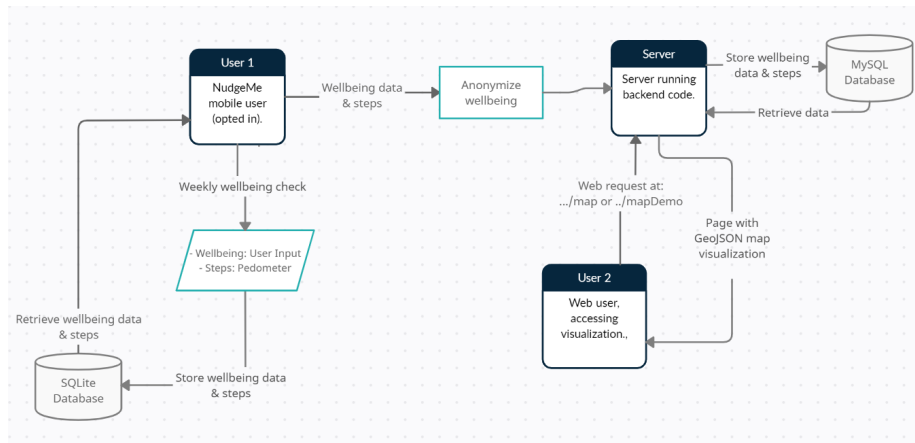 User 1
NudgeMe
mobile user
(opted in).
Wellbeing data
& steps
Anonymize
wellbeing
Server
Server running
backend code.
Store wellbeing
data & steps
MySQL
Database
Retrieve data
Weekly wellbeing check
- Wellbeing: User Input
- Steps: Pedometer
Web request at:
.../map or ../mapDemo
Page with
GeoJSON map
visualization
User 2
Web user,
accessing
visualization.,
Retrieve wellbeing data
& steps
SQLite
Database
Store wellbeing data
& steps